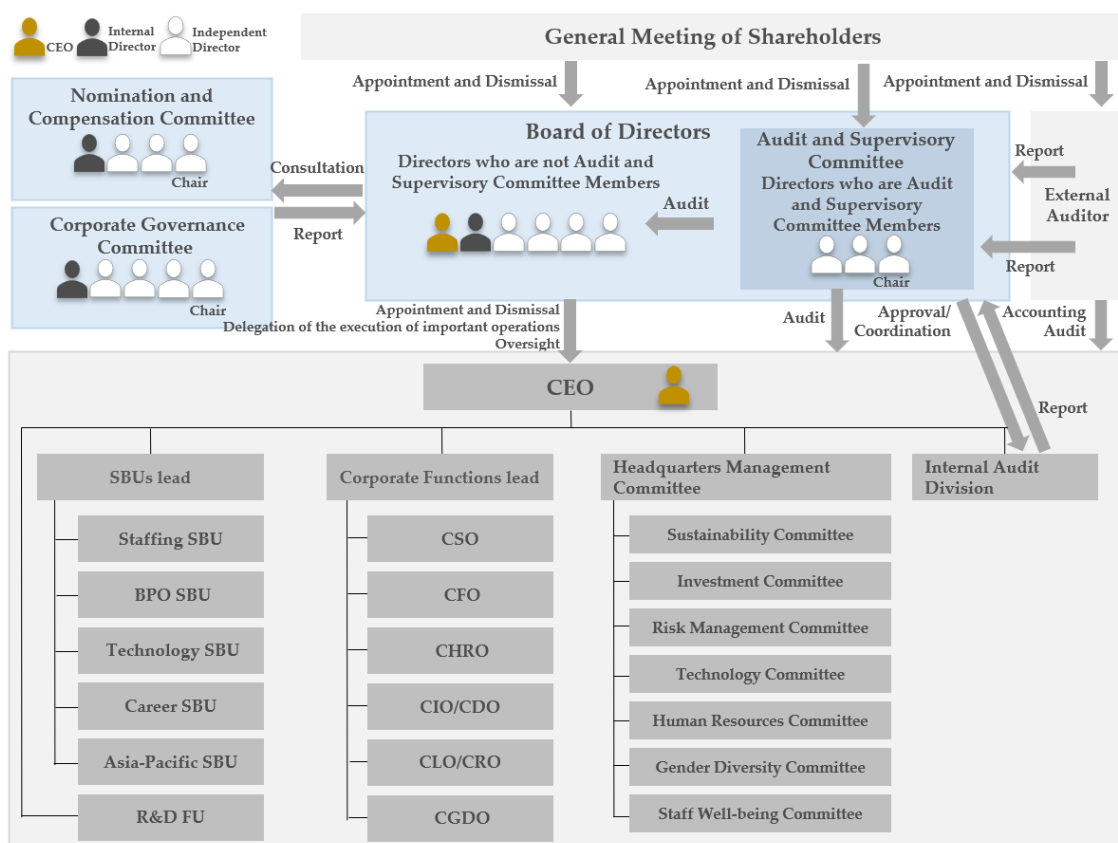 CEO
Internal
Director
Independent
Director
General Meeting of Shareholders
Appointment and Dismissal
Appointment and Dismissal
Appointment and Dismissal
Nomination and
Compensation Committee
Chair
Corporate Governance
Committee
Chair
Consultation
Report
Board of Directors
Directors who are not Audit and
Supervisory Committee Members
Audit
Audit and Supervisory
Committee
Directors who are Audit
and Supervisory
Committee Members
Chair
Report
External
Auditor
Report
Appointment and Dismissal
Delegation of the execution of important operations
Oversight
Audit
Approval/
Coordination
Accounting
Audit
Report
CEO
SBUs lead
Staffing SBU
BPO SBU
Technology SBU
Career SBU
Asia-Pacific SBU
R&D FU
Corporate Functions lead
CSO
CFO
CHRO
CIO/CDO
CLO/CRO
CGDO
Headquarters Management
Committee
Sustainability Committee
Investment Committee
Risk Management Committee
Technology Committee
Human Resources Committee
Gender Diversity Committee
Staff Well-being Committee
Internal Audit
Division